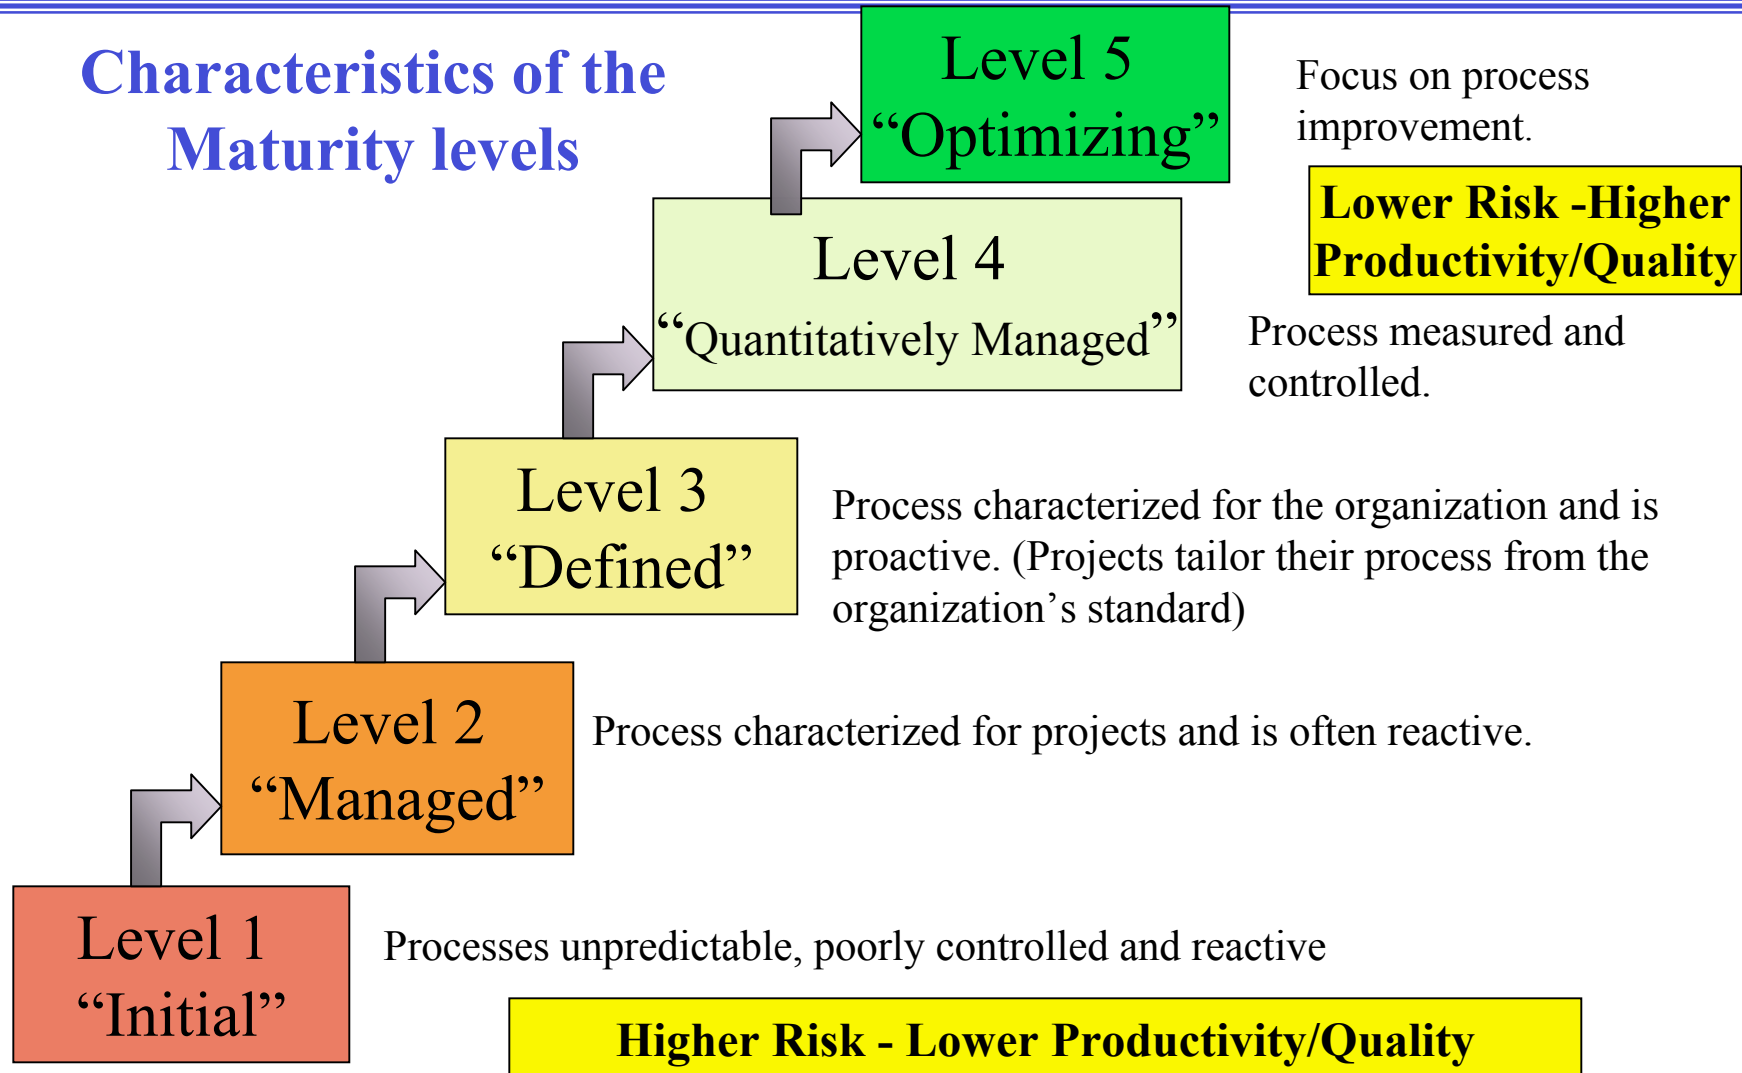 Characteristics of the
Maturity levels
Level 5
“Optimizing”
Focus on process
improvement.
Lower Risk -Higher
Productivity/Quality
Level 4
“Quantitatively Managed”
Process measured and
controlled.
Level 3
“Defined”
Process characterized for the organization and is
proactive. (Projects tailor their process from the
organization’s standard)
Level 2
“Managed”
Process characterized for projects and is often reactive.
Level 1
“Initial”
Processes unpredictable, poorly controlled and reactive
Higher Risk - Lower Productivity/Quality